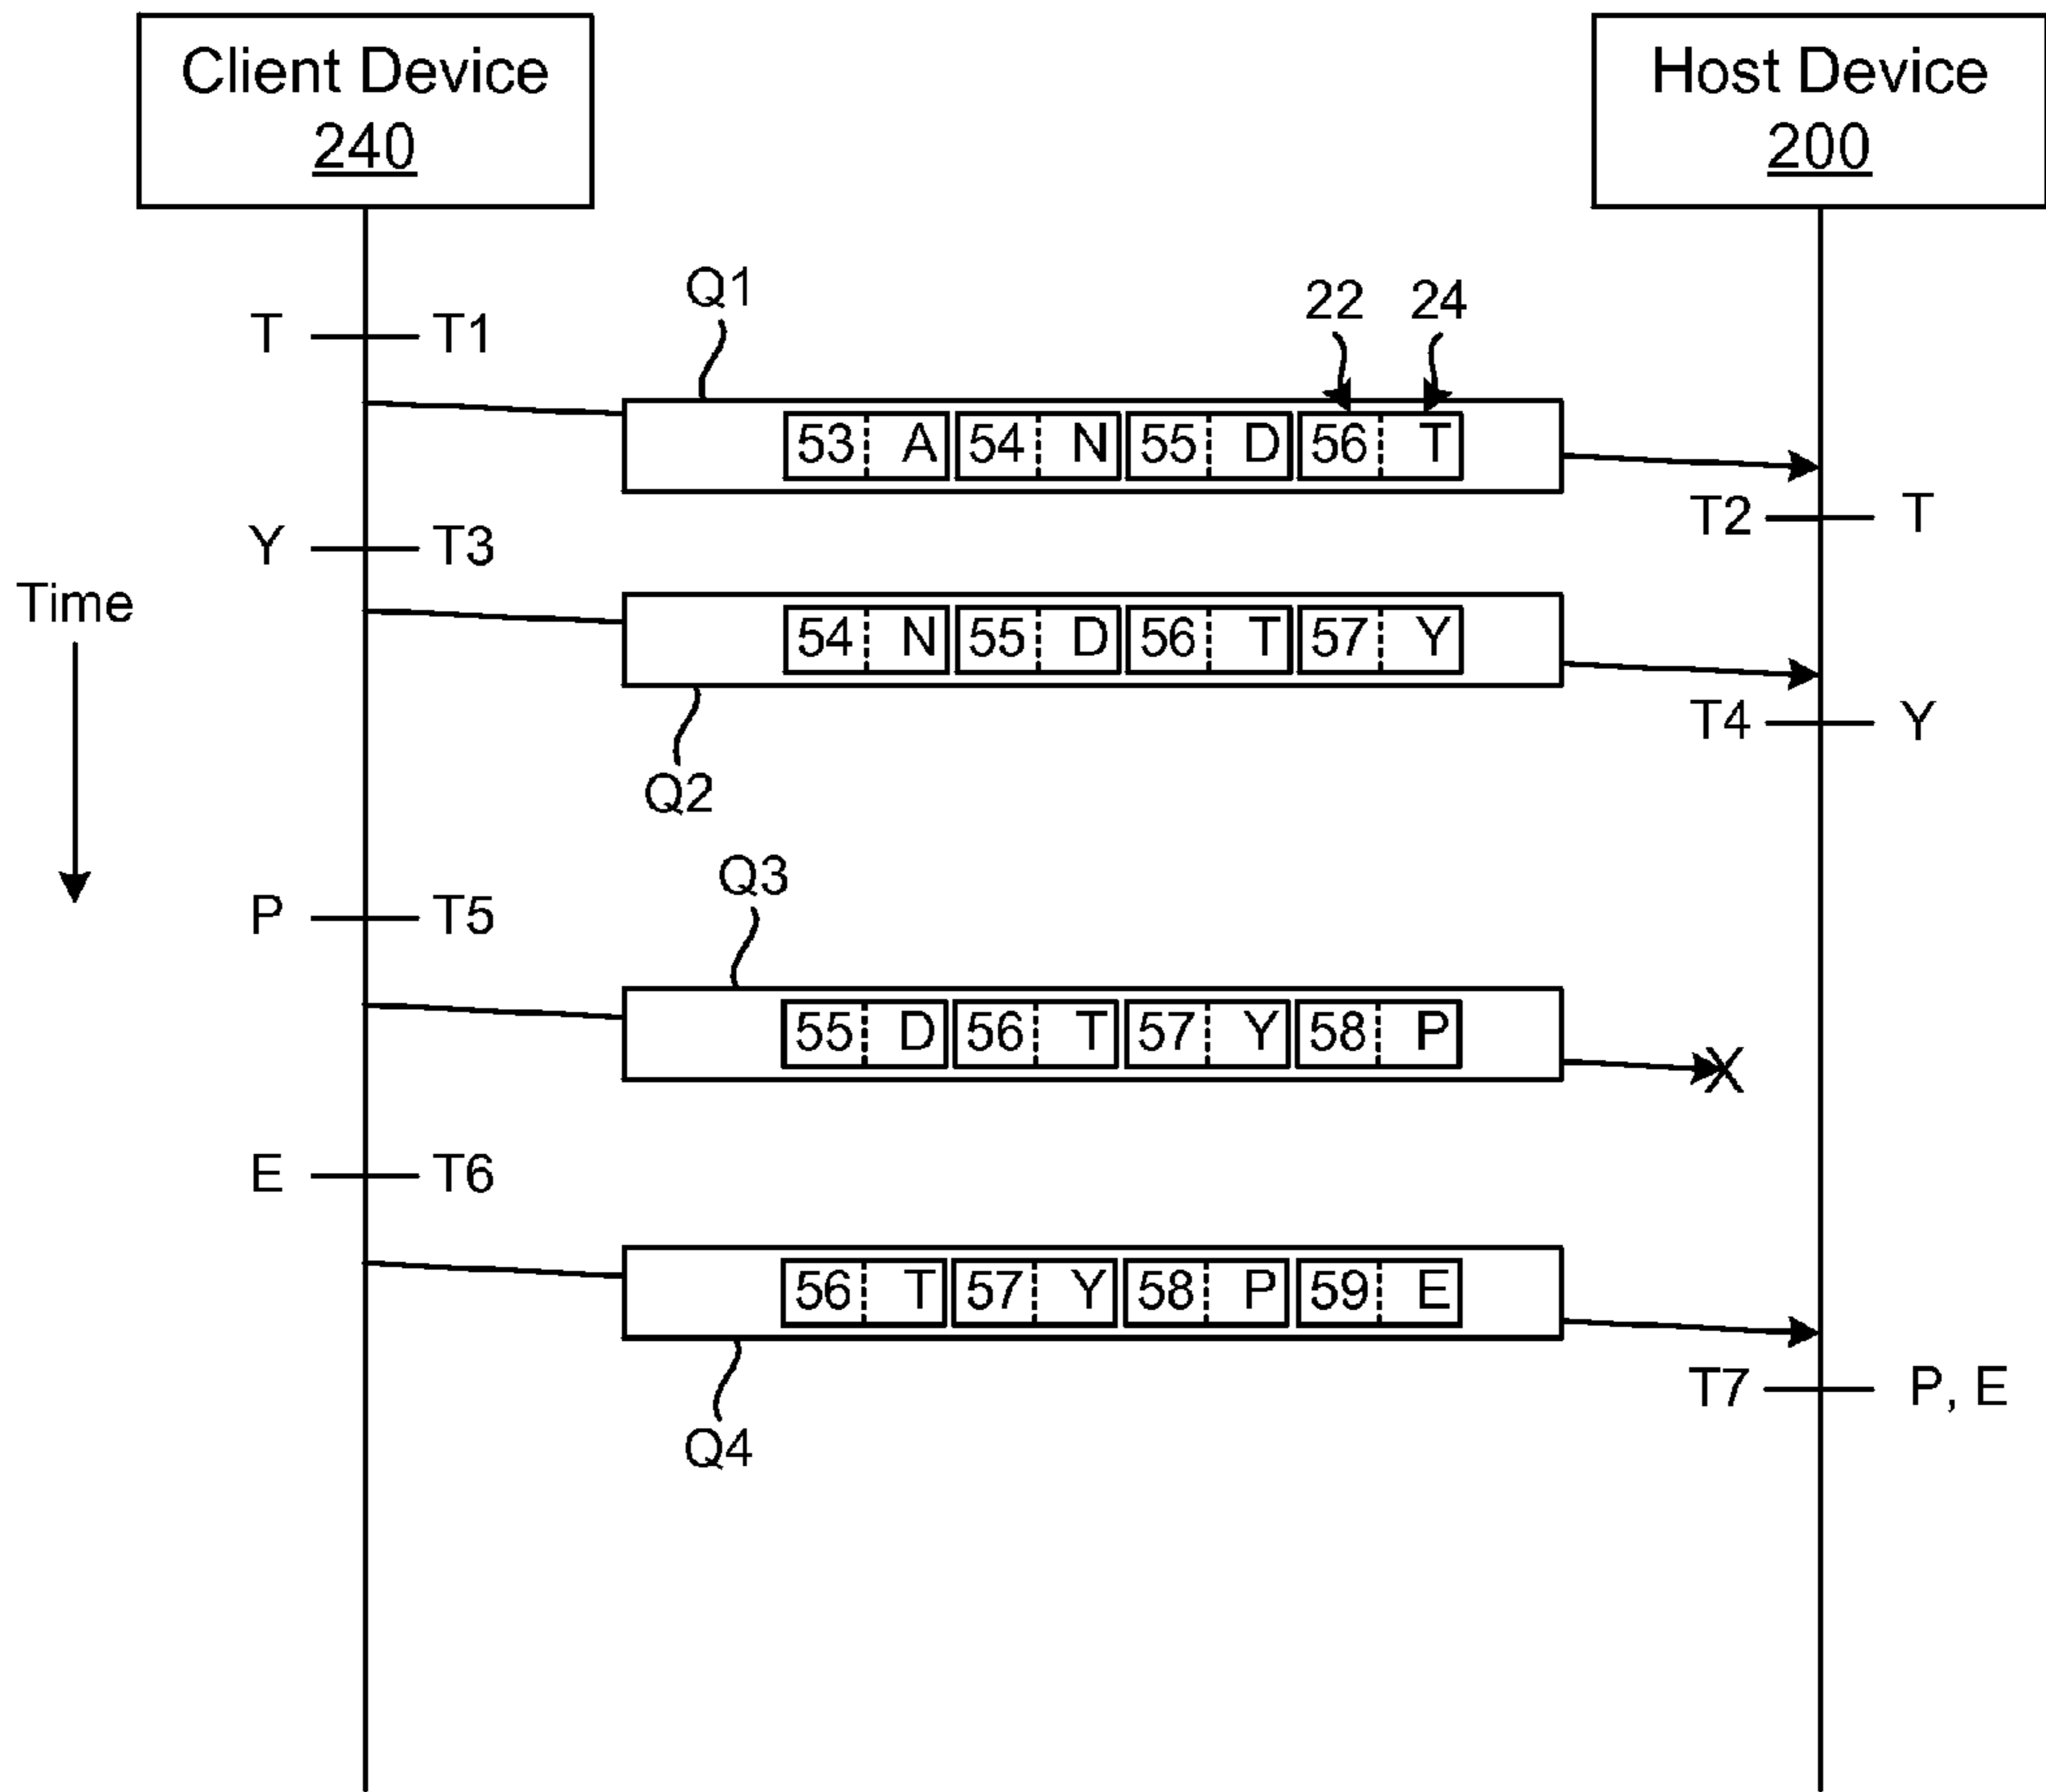 Client Device
240
Host Device
200
Q1
22 24
T T1
53 A 54 N 55 D 56 T
T2 T
Y T3
Time
54 N 55 D 56 T 57 Y
T4 Y
Q2
Q3
P T5
55 D 56 T 57 Y 58 P
X
E T6
56 T 57 Y 58 P 59 E
T7 P, E
Q4